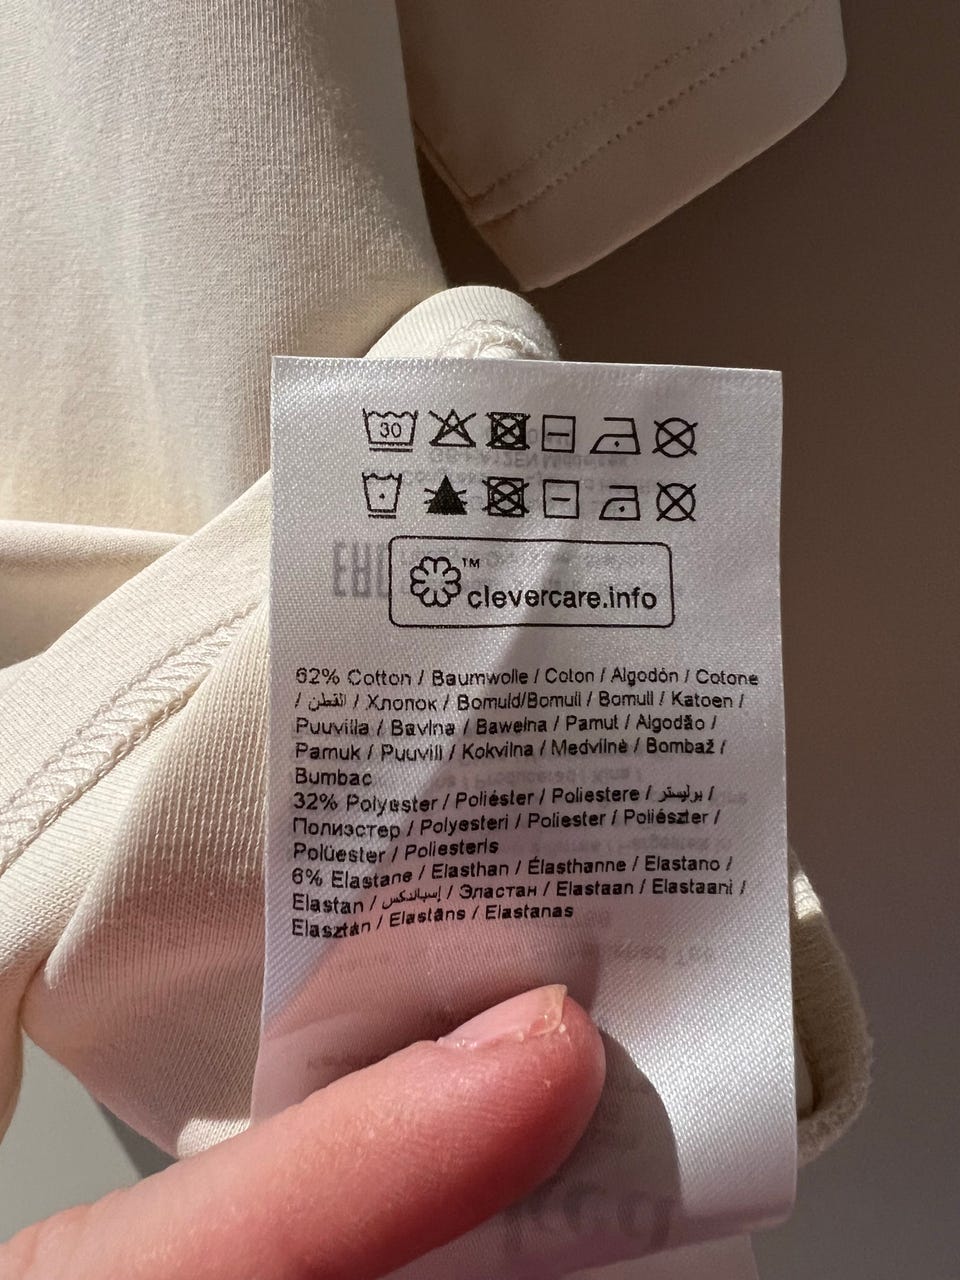 30
™
clevercare.info
62% Cotton / Baumwolle / Coton / Algodón / Cotone
/ القطن / Хлопок / Bomuld/Bomull / Bomull / Katoen /
Puuvilla / Bavlna / Bawełna / Pamut / Algodão /
Pamuk / Puuvill / Kokvilna / Medvilnė / Bombaž /
Bumbac
32% Polyester / Poliéster / Poliestere / بوليستر /
Полиэстер / Polyesteri / Poliester / Poliészter /
Polüester / Poliesteris
6% Elastane / Elasthan / Élasthanne / Elastano /
Elastan / إسباندكس / Эластан / Elastaan / Elastaani /
Elasztán / Elastāns / Elastanas